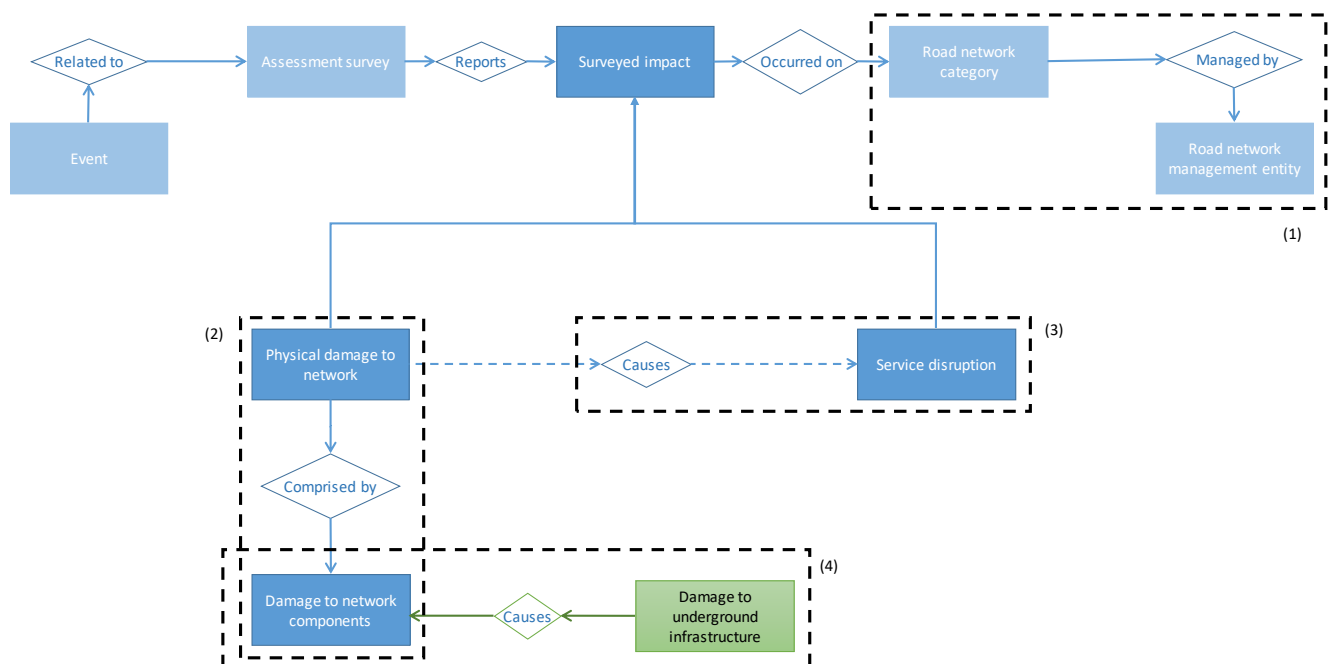 Related to
Assessment survey
Reports
Surveyed impact
Occurred on
Road network
category
Managed by
Event
Road network
management entity
(1)
(2)
Physical damage to
network
Causes
Service disruption
(3)
Comprised by
(4)
Damage to network
components
Causes
Damage to
underground
infrastructure